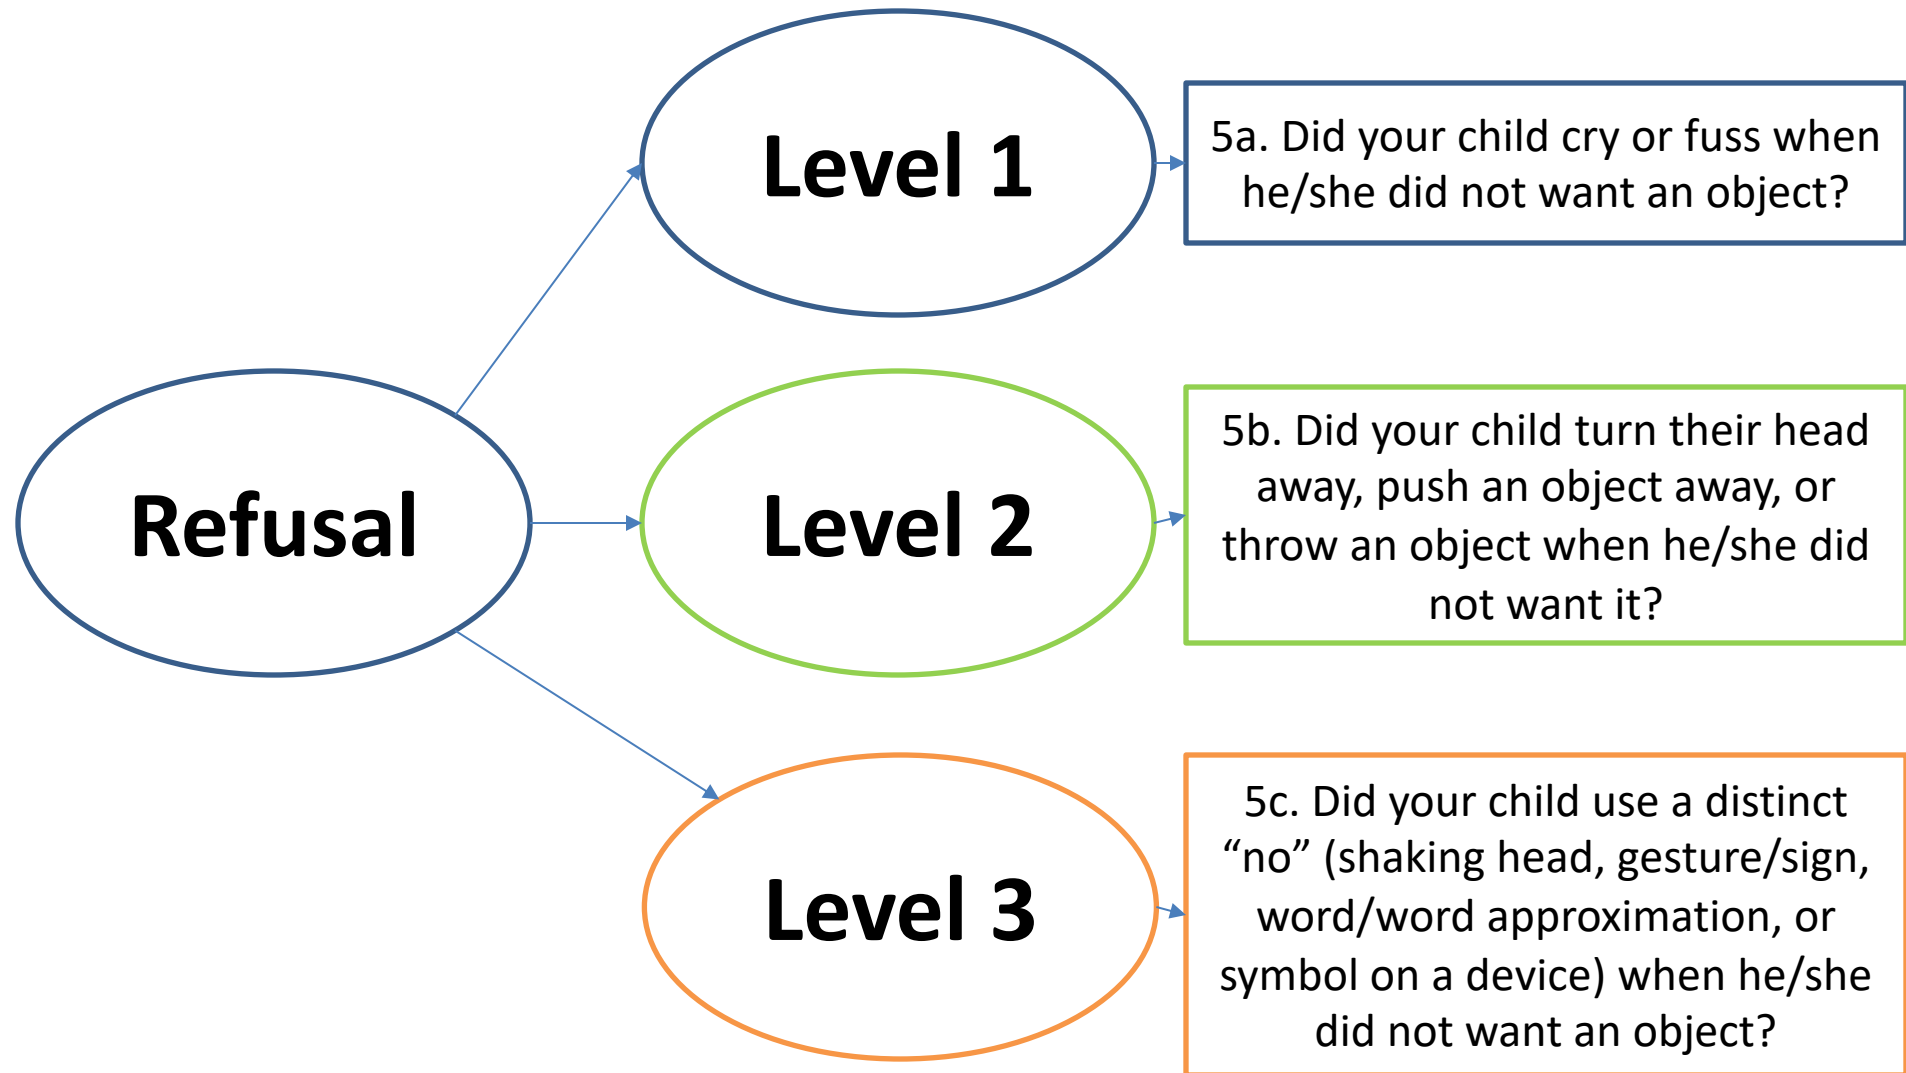 Level 1
5a. Did your child cry or fuss when
he/she did not want an object?
Refusal
Level 2
5b. Did your child turn their head
away, push an object away, or
throw an object when he/she did
not want it?
Level 3
5c. Did your child use a distinct
“no” (shaking head, gesture/sign,
word/word approximation, or
symbol on a device) when he/she
did not want an object?